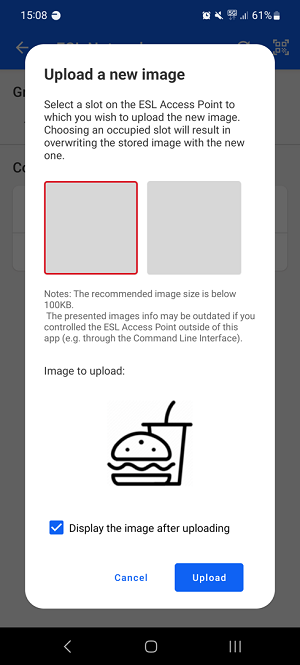 15:08
61%
Upload a new image
Select a slot on the ESL Access Point to
which you wish to upload the new image.
Choosing an occupied slot will result in
overwriting the stored image with the new
one.
Notes: The recommended image size is below
100KB.
The presented images info may be outdated if you
controlled the ESL Access Point outside of this
app (e.g. through the Command Line Interface).
Image to upload:
Display the image after uploading
Cancel
Upload